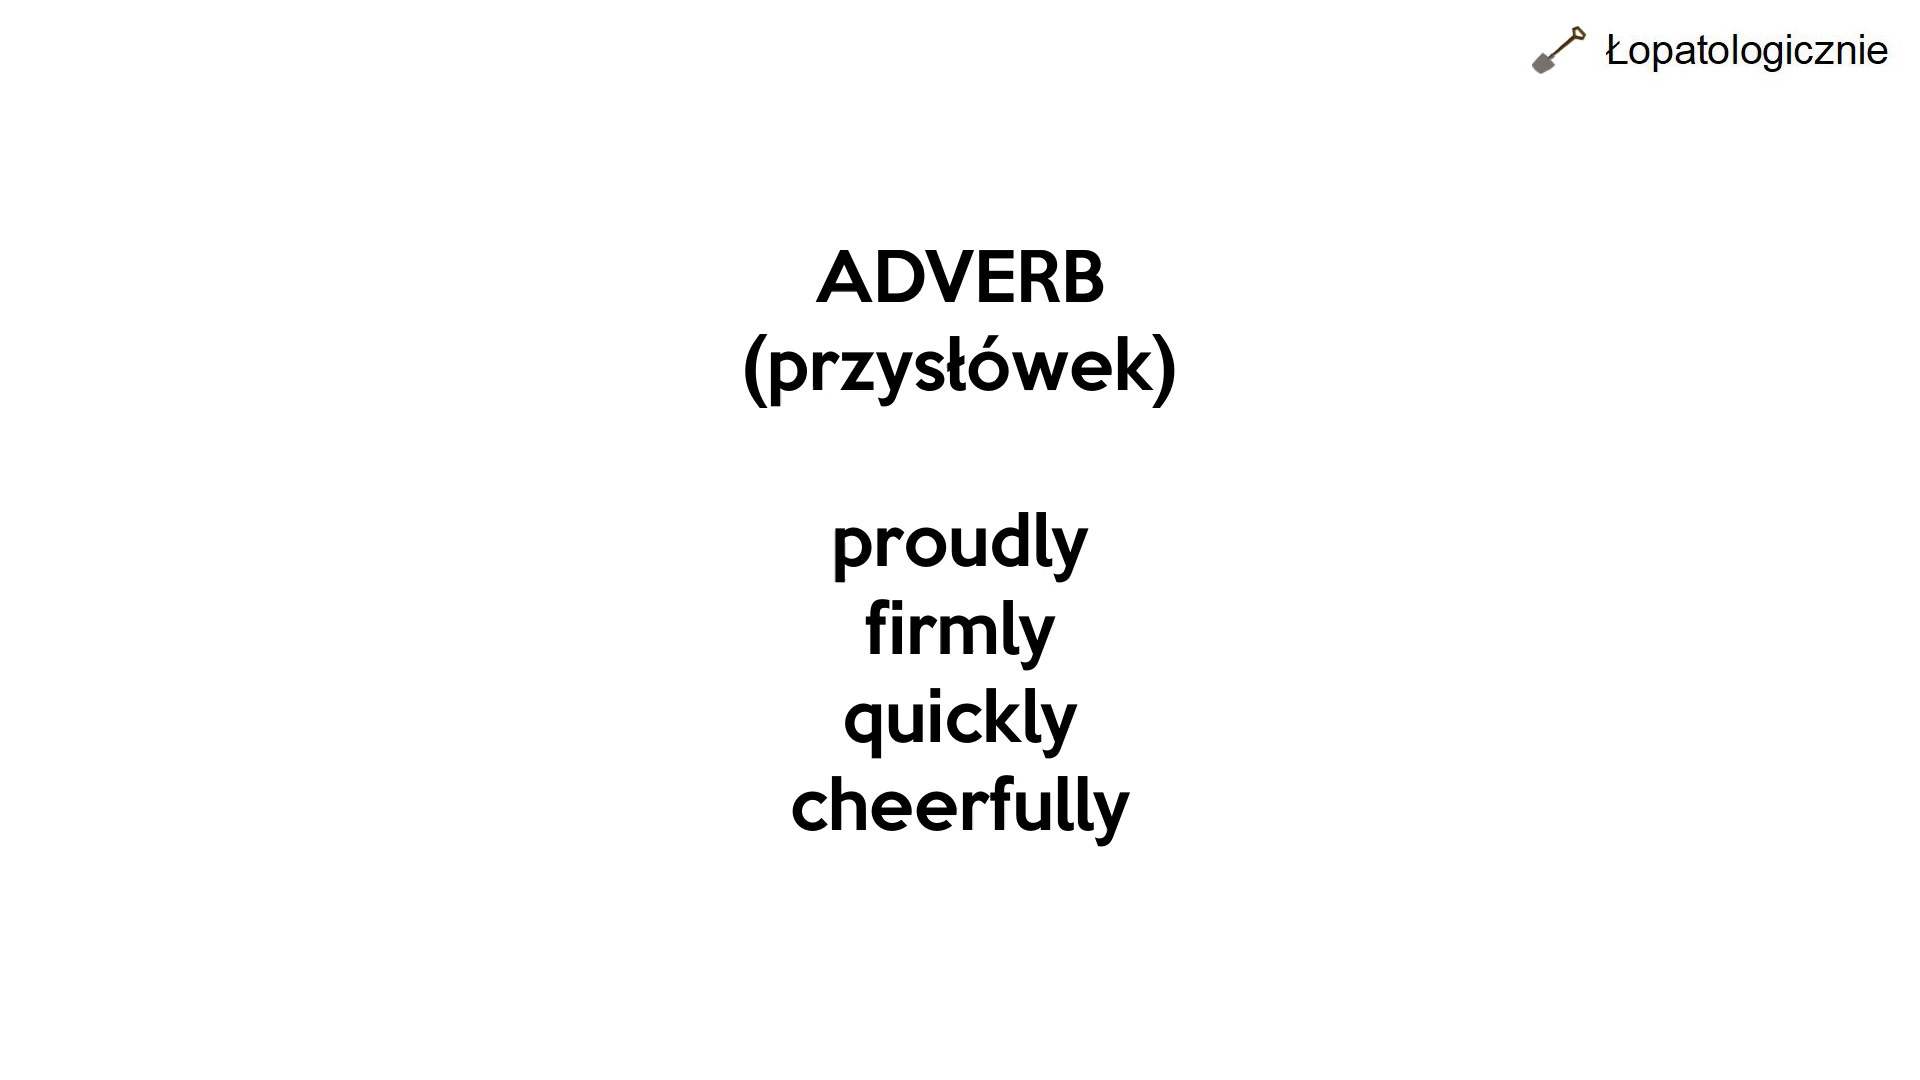 Łopatologicznie
ADVERB
(przysłówek)
proudly
firmly
quickly
cheerfully